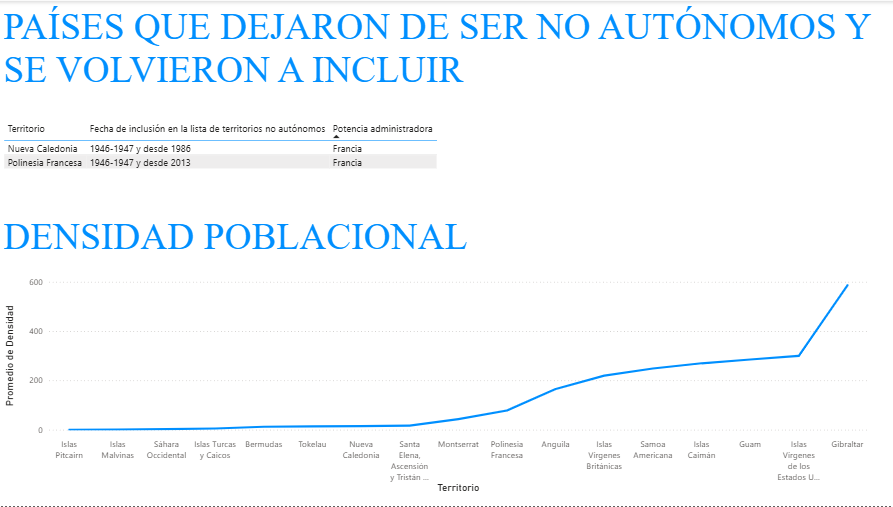 PAÍSES QUE DEJARON DE SER NO AUTÓNOMOS Y
SE VOLVIERON A INCLUIR
Territorio Fecha de inclusión en la lista de territorios no autónomos Potencia administradora
Nueva Caledonia 1946-1947 y desde 1986 Francia
Polinesia Francesa 1946-1947 y desde 2013 Francia
DENSIDAD POBLACIONAL
Promedio de Densidad
600
400
200
0
Islas
Pitcairn
Islas
Malvinas
Sáhara
Occidental
Islas Turcas
y Caicos
Bermudas
Tokelau
Nueva
Caledonia
Santa
Elena,
Ascensión
y Tristán ...
Montserrat
Polinesia
Francesa
Anguila
Islas
Vírgenes
Británicas
Samoa
Americana
Islas
Caimán
Guam
Islas
Vírgenes
de los
Estados U...
Gibraltar
Territorio